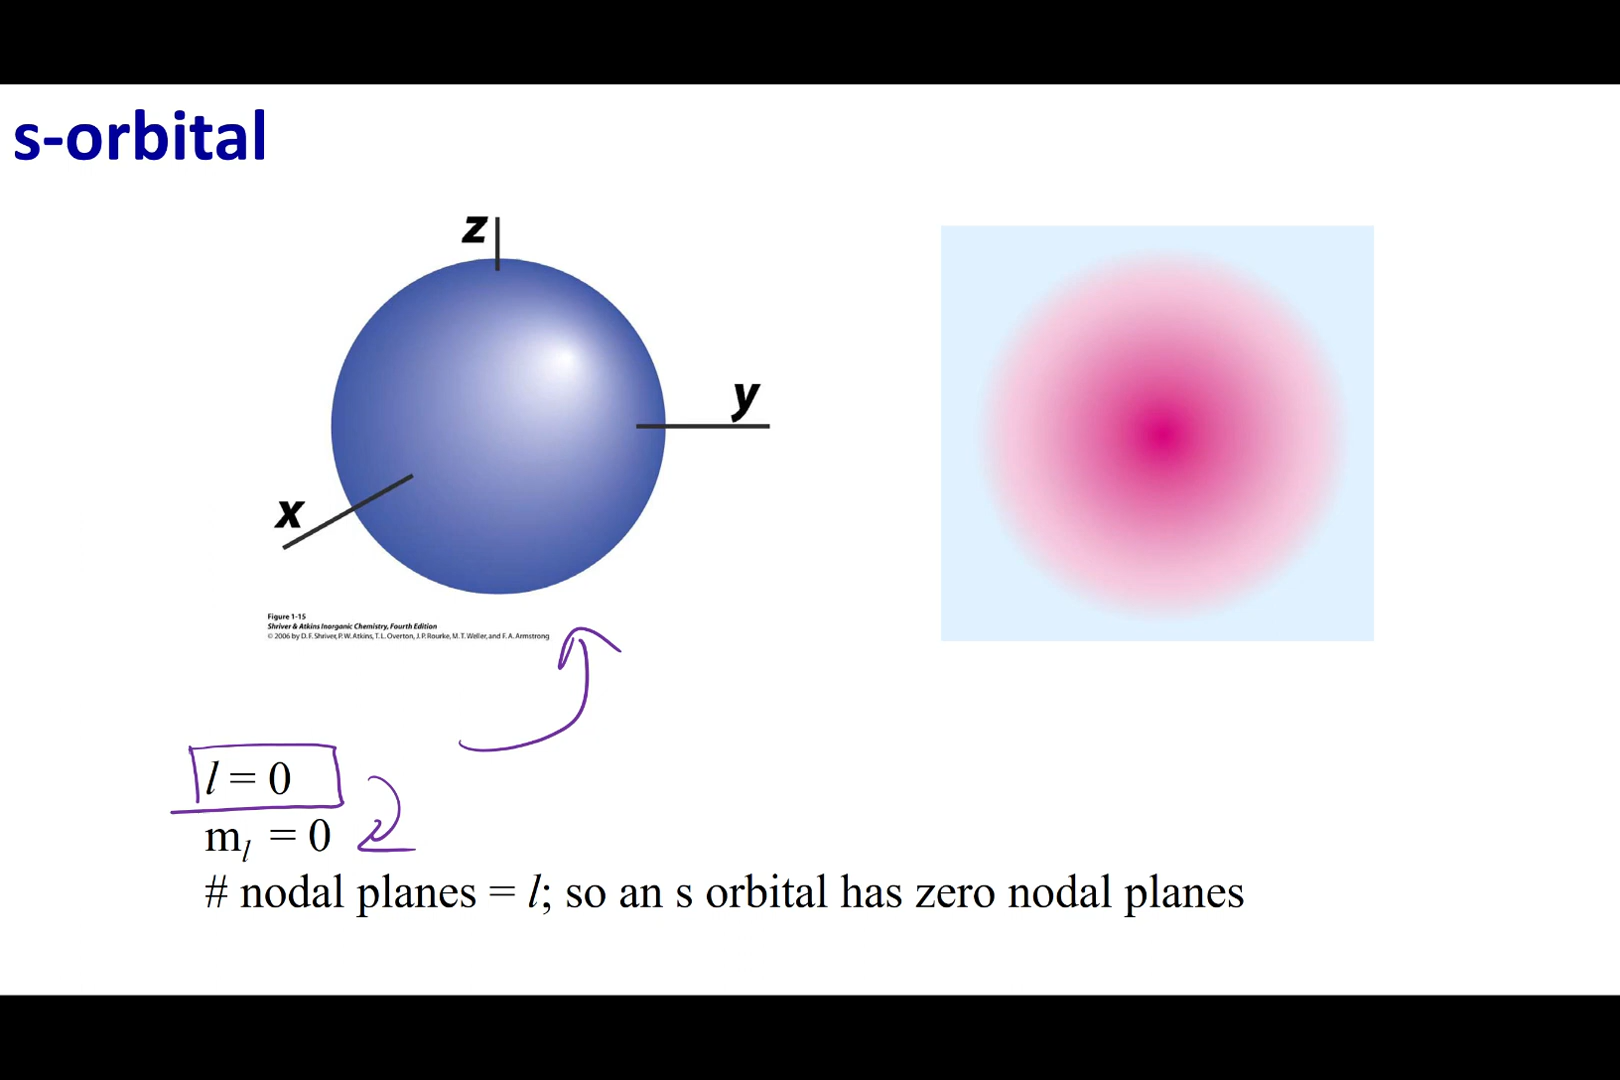 s-orbital
z
y
x
Figure 1-15
Shriver & Atkins Inorganic Chemistry, Fourth Edition
© 2006 by D. F. Shriver, P. W. Atkins, T. L. Overton, J. P. Rourke, M. T. Weller, and F. A. Armstrong
l = 0
mₗ = 0
# nodal planes = l; so an s orbital has zero nodal planes